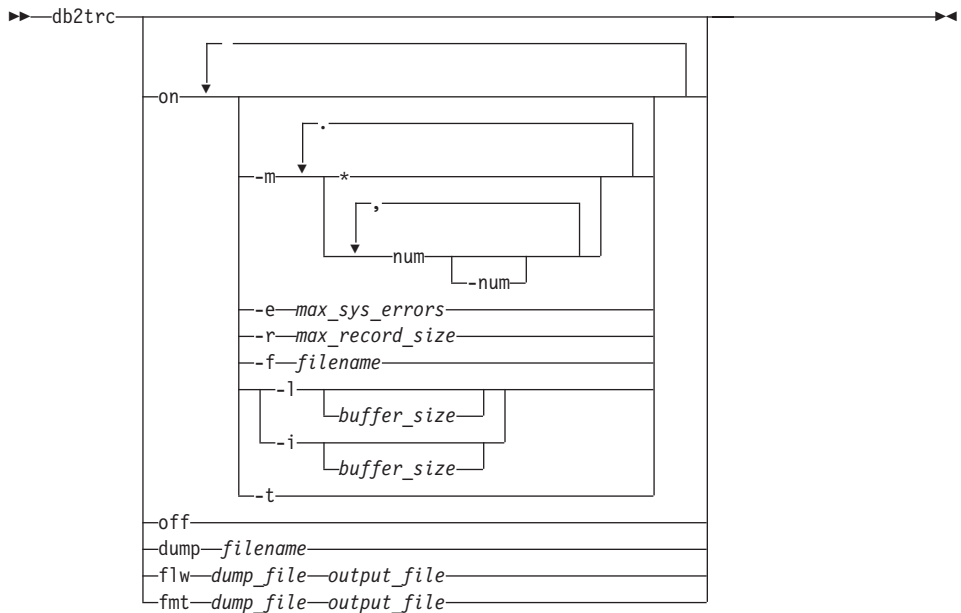 db2trc
on
.
-m *
,
num
-num
-e max_sys_errors
-r max_record_size
-f filename
-l
buffer_size
-i
buffer_size
-t
off
dump filename
flw dump_file output_file
fmt dump_file output_file